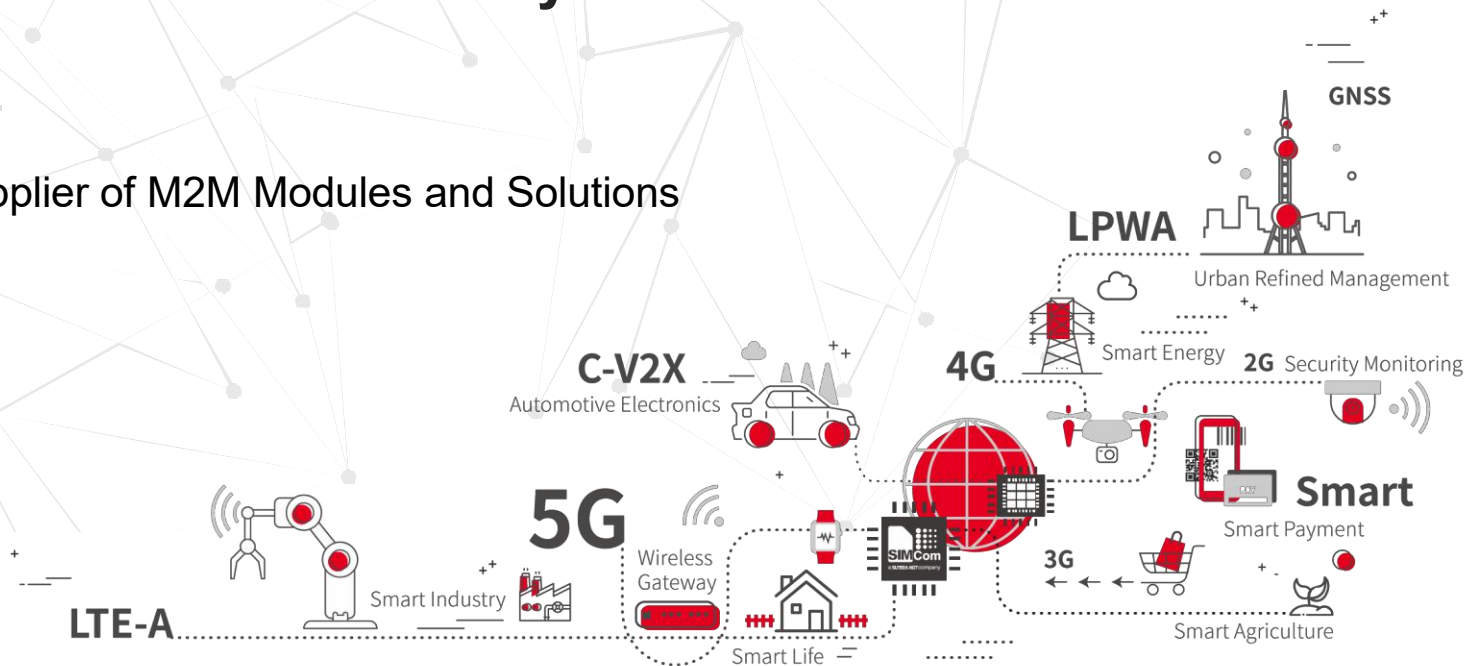 GNSS
pplier of M2M Modules and Solutions
LPWA
Urban Refined Management
Smart Energy
C-V2X
Automotive Electronics
4G
2G Security Monitoring
5G
Smart
Smart Payment
Wireless
Gateway
SIMCom
3G
Smart Industry
LTE-A
Smart Agriculture
Smart Life